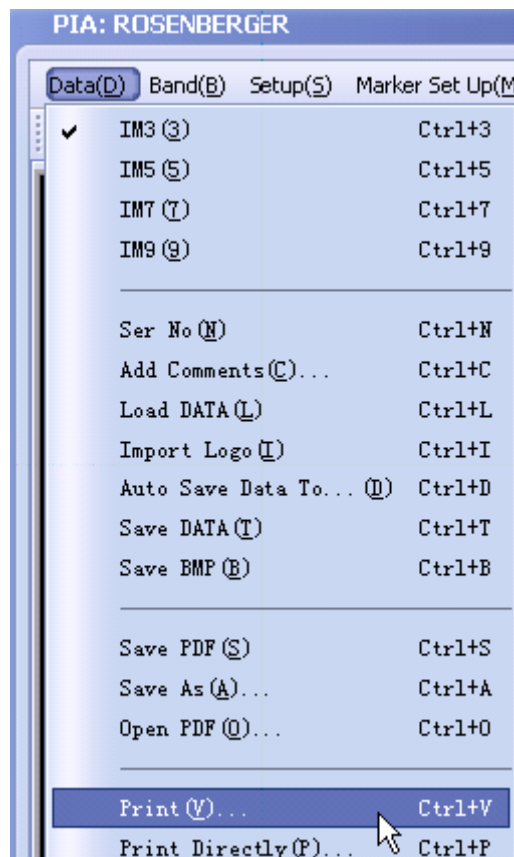 PIA: ROSENBERGER
Data(D) Band(B) Setup(S) Marker Set Up(M
IM3(3) Ctrl+3
IM5(5) Ctrl+5
IM7(7) Ctrl+7
IM9(9) Ctrl+9
Ser No(N) Ctrl+N
Add Comments(C)... Ctrl+C
Load DATA(L) Ctrl+L
Import Logo(I) Ctrl+I
Auto Save Data To...(D) Ctrl+D
Save DATA(T) Ctrl+T
Save BMP(B) Ctrl+B
Save PDF(S) Ctrl+S
Save As(A)... Ctrl+A
Open PDF(O)... Ctrl+O
Print(V)... Ctrl+V
Print Directly(P)... Ctrl+P